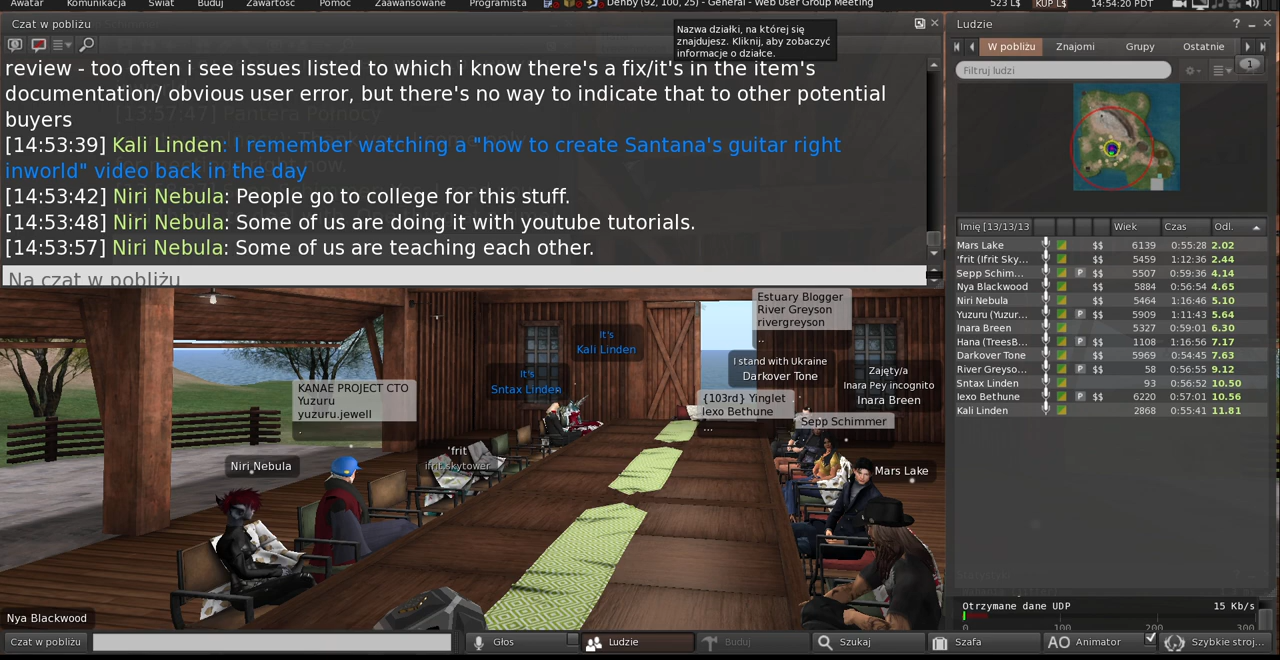 Awatar Komunikacja Świat Buduj Zawartość Pomoc Zaawansowane Programista Denby (92, 100, 25) - General - Web User Group Meeting 523 L$ KUP L$ 14:54:20 PDT
Czat w pobliżu
Nazwa działki, na której się
znajdujesz. Kliknij, aby zobaczyć
informacje o działce.
review - too often i see issues listed to which i know there's a fix/it's in the item's
documentation/ obvious user error, but there's no way to indicate that to other potential
buyers
[14:53:39] Kali Linden: I remember watching a "how to create Santana's guitar right
inworld" video back in the day
[14:53:42] Niri Nebula: People go to college for this stuff.
[14:53:48] Niri Nebula: Some of us are doing it with youtube tutorials.
[14:53:57] Niri Nebula: Some of us are teaching each other.
Na czat w pobliżu
Estuary Blogger
River Greyson
rivergreyson
..
It's
Kali Linden
I stand with Ukraine
Darkover Tone
Zajęty/a
Inara Pey incognito
Inara Breen
It's
Sntax Linden
KANAE PROJECT CTO
Yuzuru
yuzuru.jewell
.
{103rd} Yinglet
Iexo Bethune
...
Sepp Schimmer
'frit
ifrit.skytower
Niri Nebula
Mars Lake
Nya Blackwood
Ludzie
W pobliżu Znajomi Grupy Ostatnie
Filtruj ludzi
1
Imię [13/13/13 Wiek Czas Odl.
Mars Lake $$ 6139 0:55:28 2.02
'frit (Ifrit Sky... $$ 5459 1:12:36 2.44
Sepp Schim... P $$ 5507 0:59:36 4.14
Nya Blackwood $$ 5884 0:56:54 4.65
Niri Nebula $$ 5464 1:16:46 5.10
Yuzuru (Yuzur... P $$ 5909 1:11:43 5.64
Inara Breen $$ 5327 0:59:01 6.30
Hana (TreesB... P $$ 1108 1:16:56 7.17
Darkover Tone $$ 5969 0:54:45 7.63
River Greyso... P $$ 58 0:56:55 9.12
Sntax Linden 93 0:56:52 10.50
Iexo Bethune P $$ 6220 0:57:01 10.56
Kali Linden 2868 0:55:41 11.81
Otrzymane dane UDP 15 Kb/s
0 100 200 300
Czat w pobliżu Głos Ludzie Buduj Szukaj Szafa AO Animator Szybkie stroj...